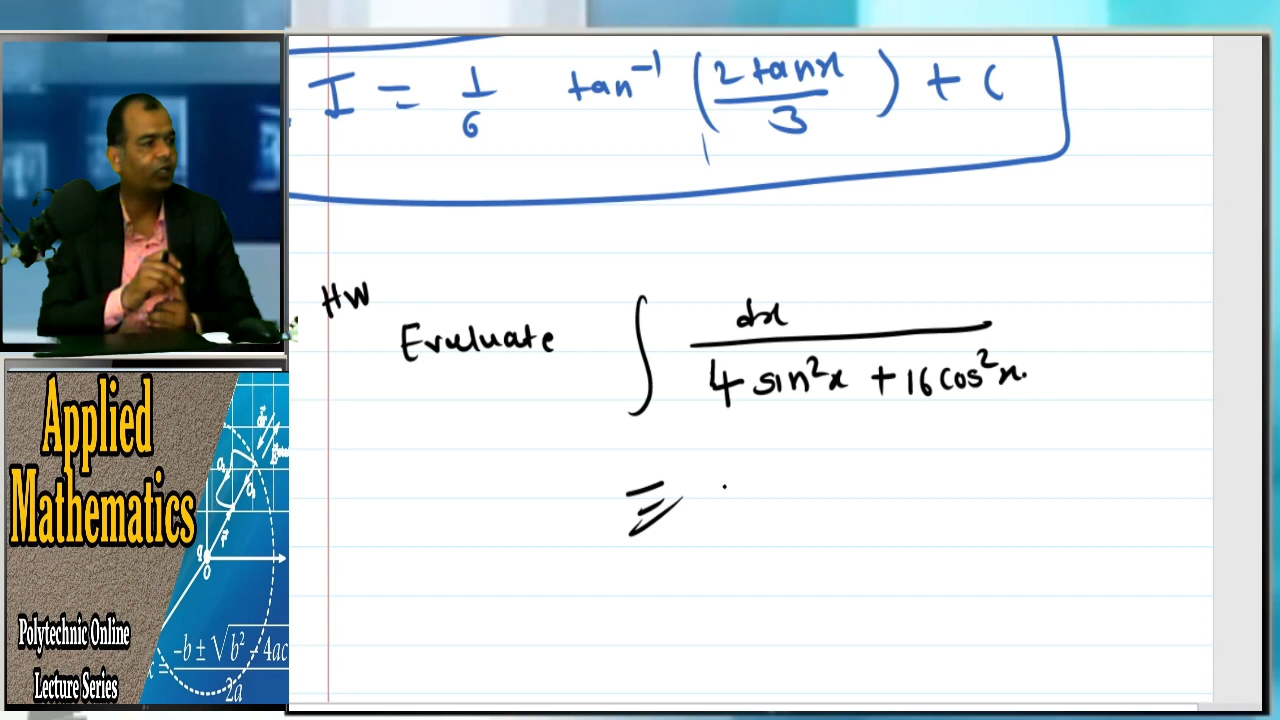 I = 1/6 tan⁻¹ (2 tanx / 3) + C
HW
Evaluate ∫ dx / 4 sin²x + 16 cos²x.
Applied
Mathematics
Polytechnic Online
Lecture Series
-b ± √b² - 4ac
2a